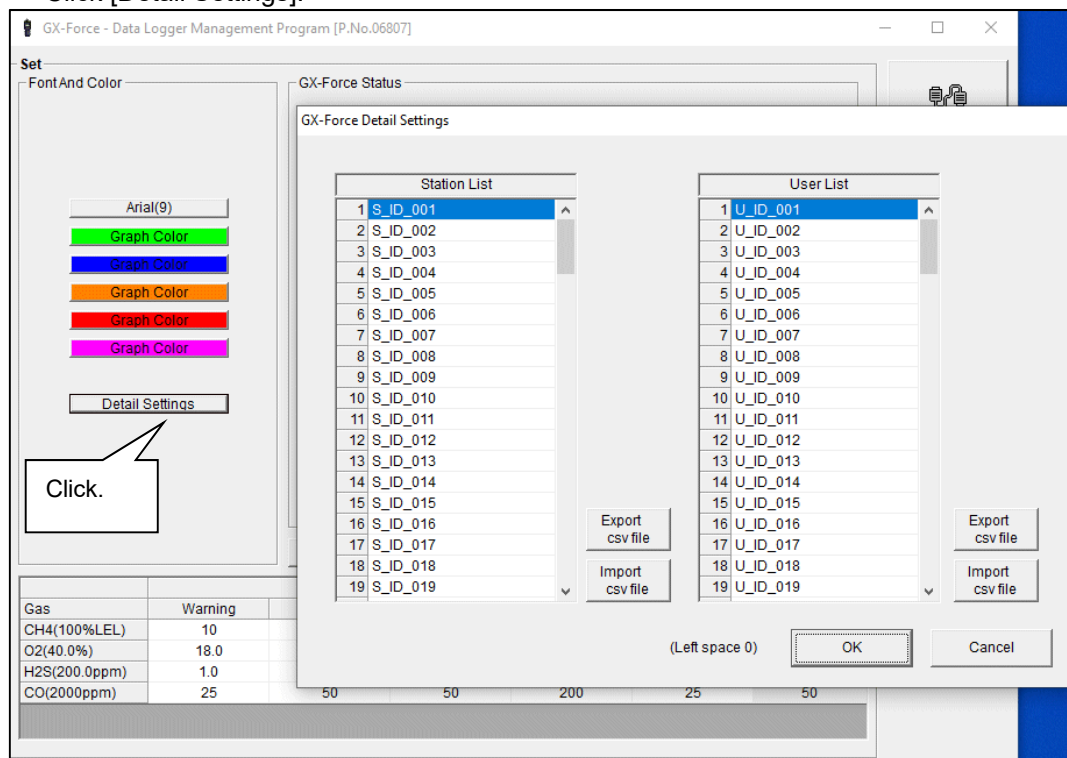 Click [Detail Settings].
GX-Force - Data Logger Management Program [P.No.06807]
Set
Font And Color
GX-Force Status
GX-Force Detail Settings
Arial(9)
Graph Color
Graph Color
Graph Color
Graph Color
Graph Color
Detail Settings
Click.
Station List
1 S_ID_001
2 S_ID_002
3 S_ID_003
4 S_ID_004
5 S_ID_005
6 S_ID_006
7 S_ID_007
8 S_ID_008
9 S_ID_009
10 S_ID_010
11 S_ID_011
12 S_ID_012
13 S_ID_013
14 S_ID_014
15 S_ID_015
16 S_ID_016
17 S_ID_017
18 S_ID_018
19 S_ID_019
Export
csv file
Import
csv file
User List
1 U_ID_001
2 U_ID_002
3 U_ID_003
4 U_ID_004
5 U_ID_005
6 U_ID_006
7 U_ID_007
8 U_ID_008
9 U_ID_009
10 U_ID_010
11 U_ID_011
12 U_ID_012
13 U_ID_013
14 U_ID_014
15 U_ID_015
16 U_ID_016
17 U_ID_017
18 U_ID_018
19 U_ID_019
Export
csv file
Import
csv file
(Left space 0)
OK
Cancel
Gas Warning
CH4(100%LEL) 10
O2(40.0%) 18.0
H2S(200.0ppm) 1.0
CO(2000ppm) 25 50 50 200 25 50